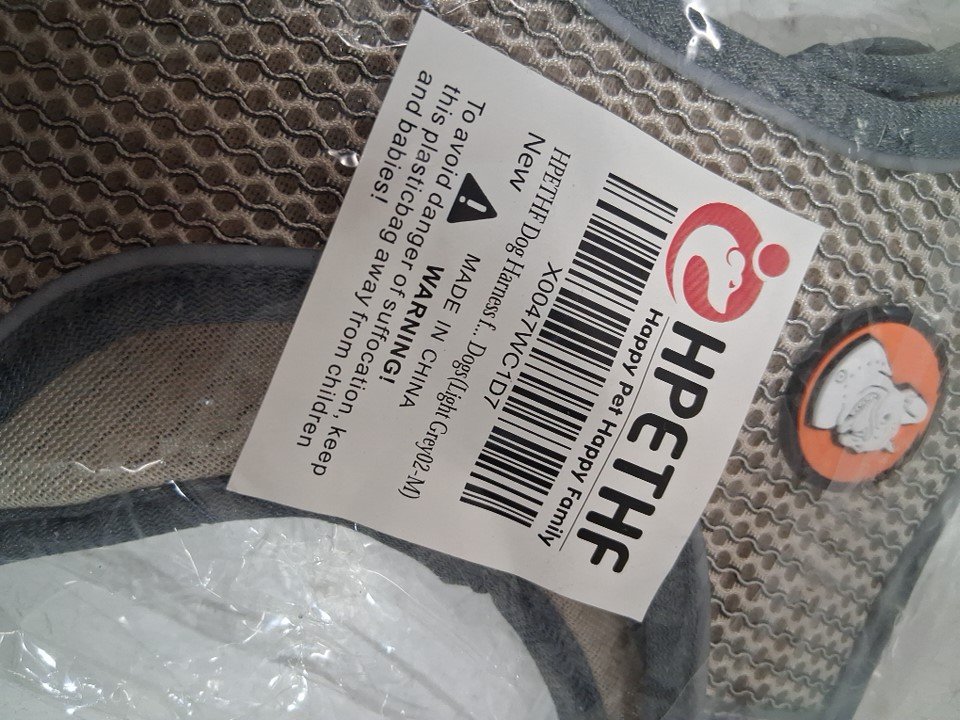 HPETHF
Happy Pet Happy Family
X0047WC1D7
HPETHF Dog Harness f... Dogs(Light Grey02-M)
New
MADE IN CHINA
WARNING!
To avoid danger of suffocation, keep
this plasticbag away from children
and babies!